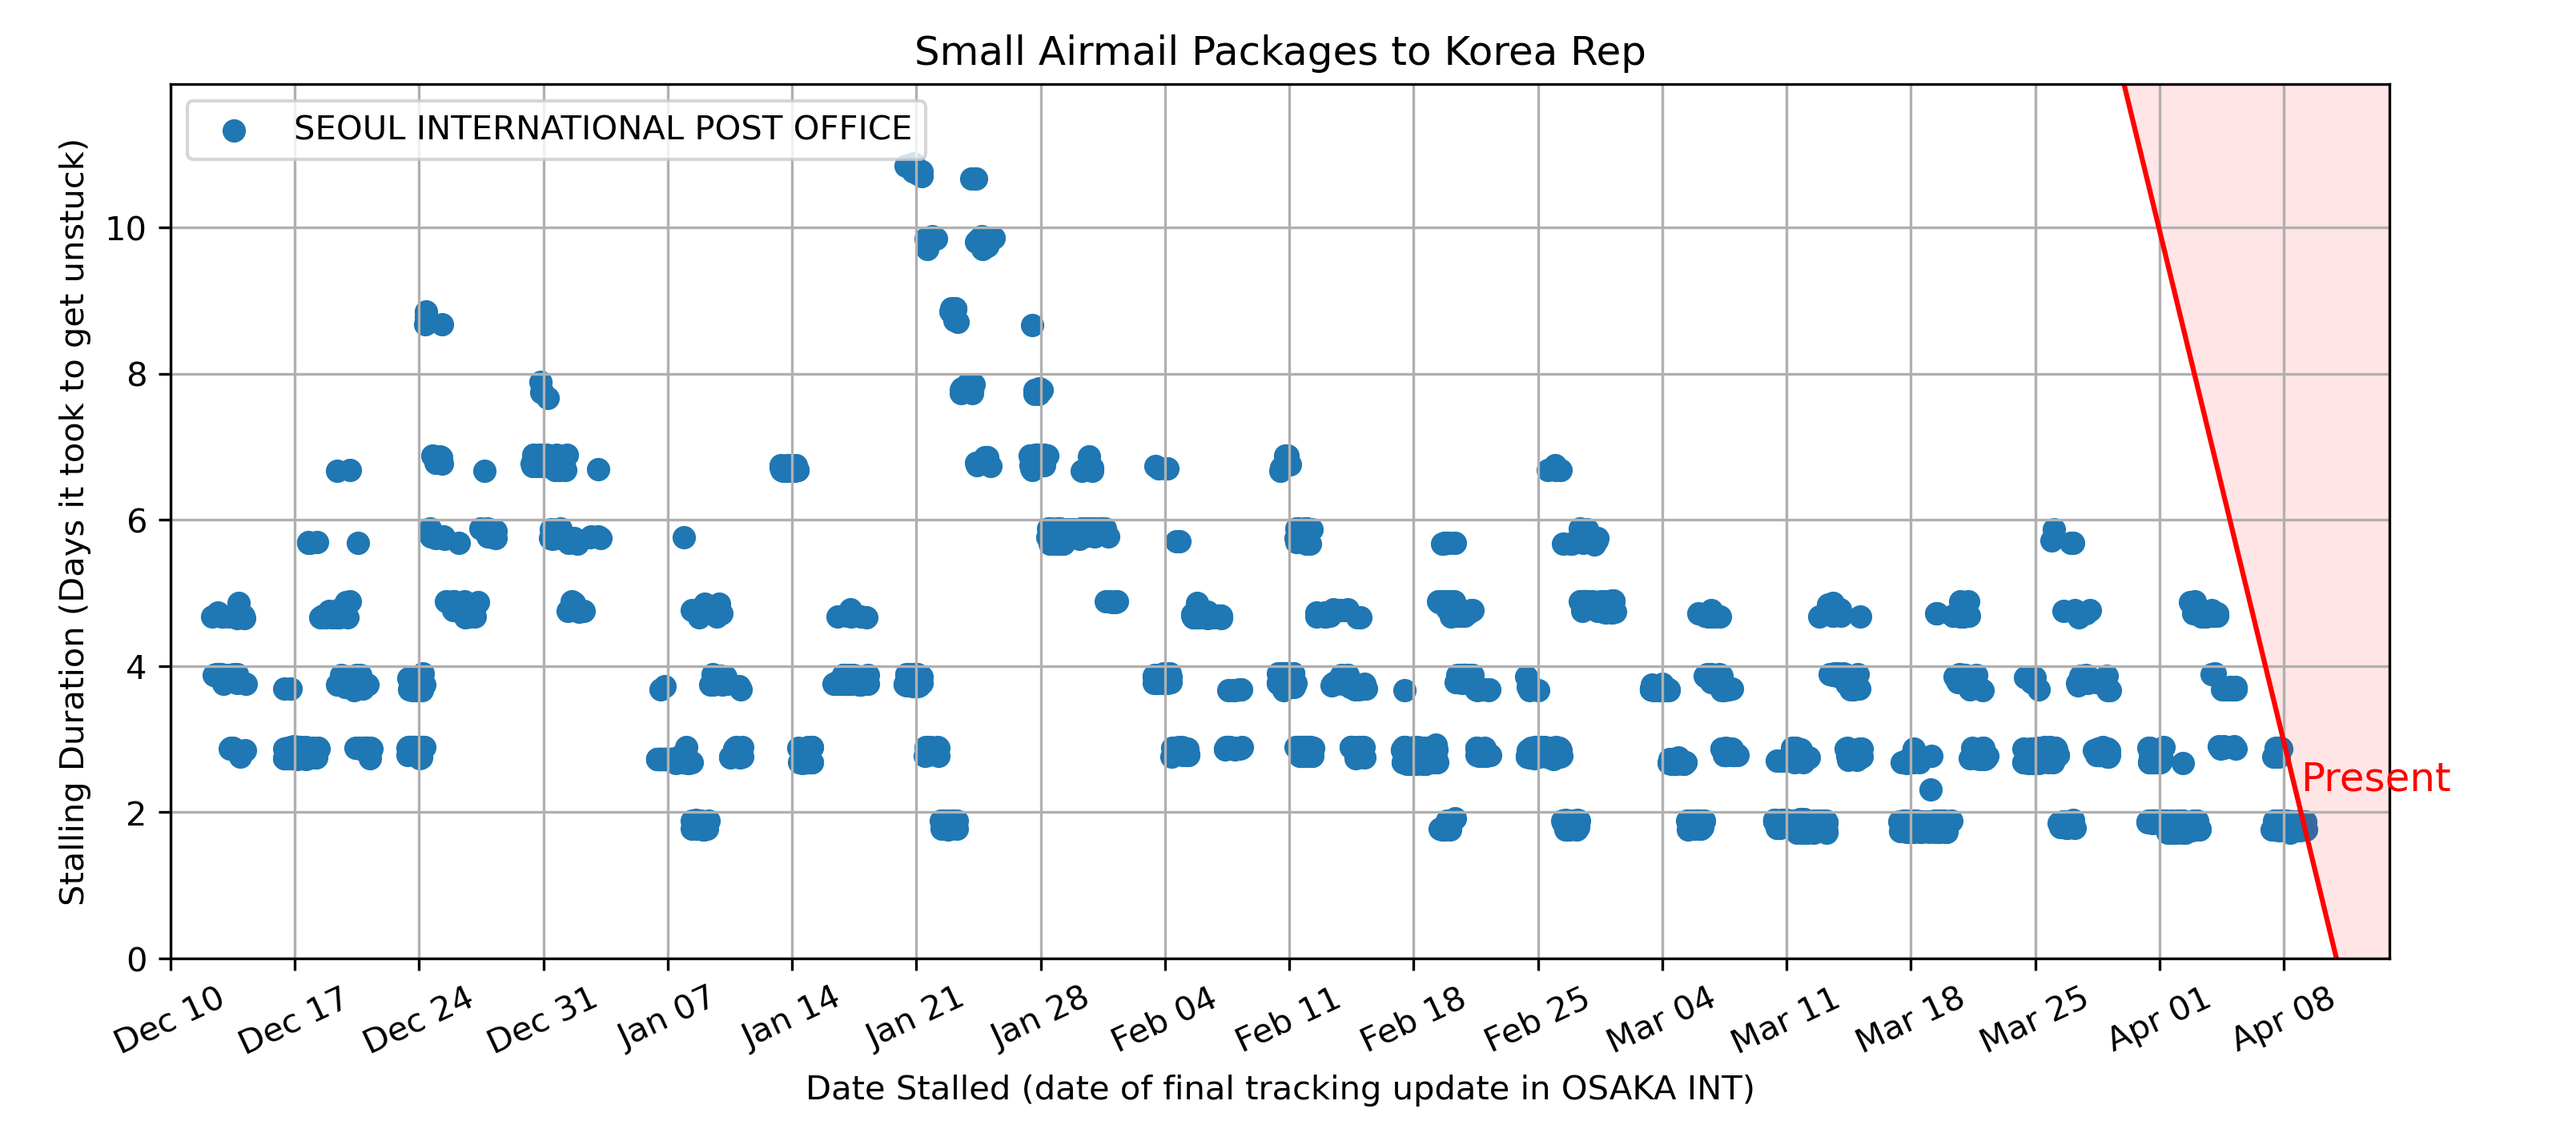 Small Airmail Packages to Korea Rep
SEOUL INTERNATIONAL POST OFFICE
Stalling Duration (Days it took to get unstuck)
10
8
6
4
2
0
Present
Dec 10
Dec 17
Dec 24
Dec 31
Jan 07
Jan 14
Jan 21
Jan 28
Feb 04
Feb 11
Feb 18
Feb 25
Mar 04
Mar 11
Mar 18
Mar 25
Apr 01
Apr 08
Date Stalled (date of final tracking update in OSAKA INT)